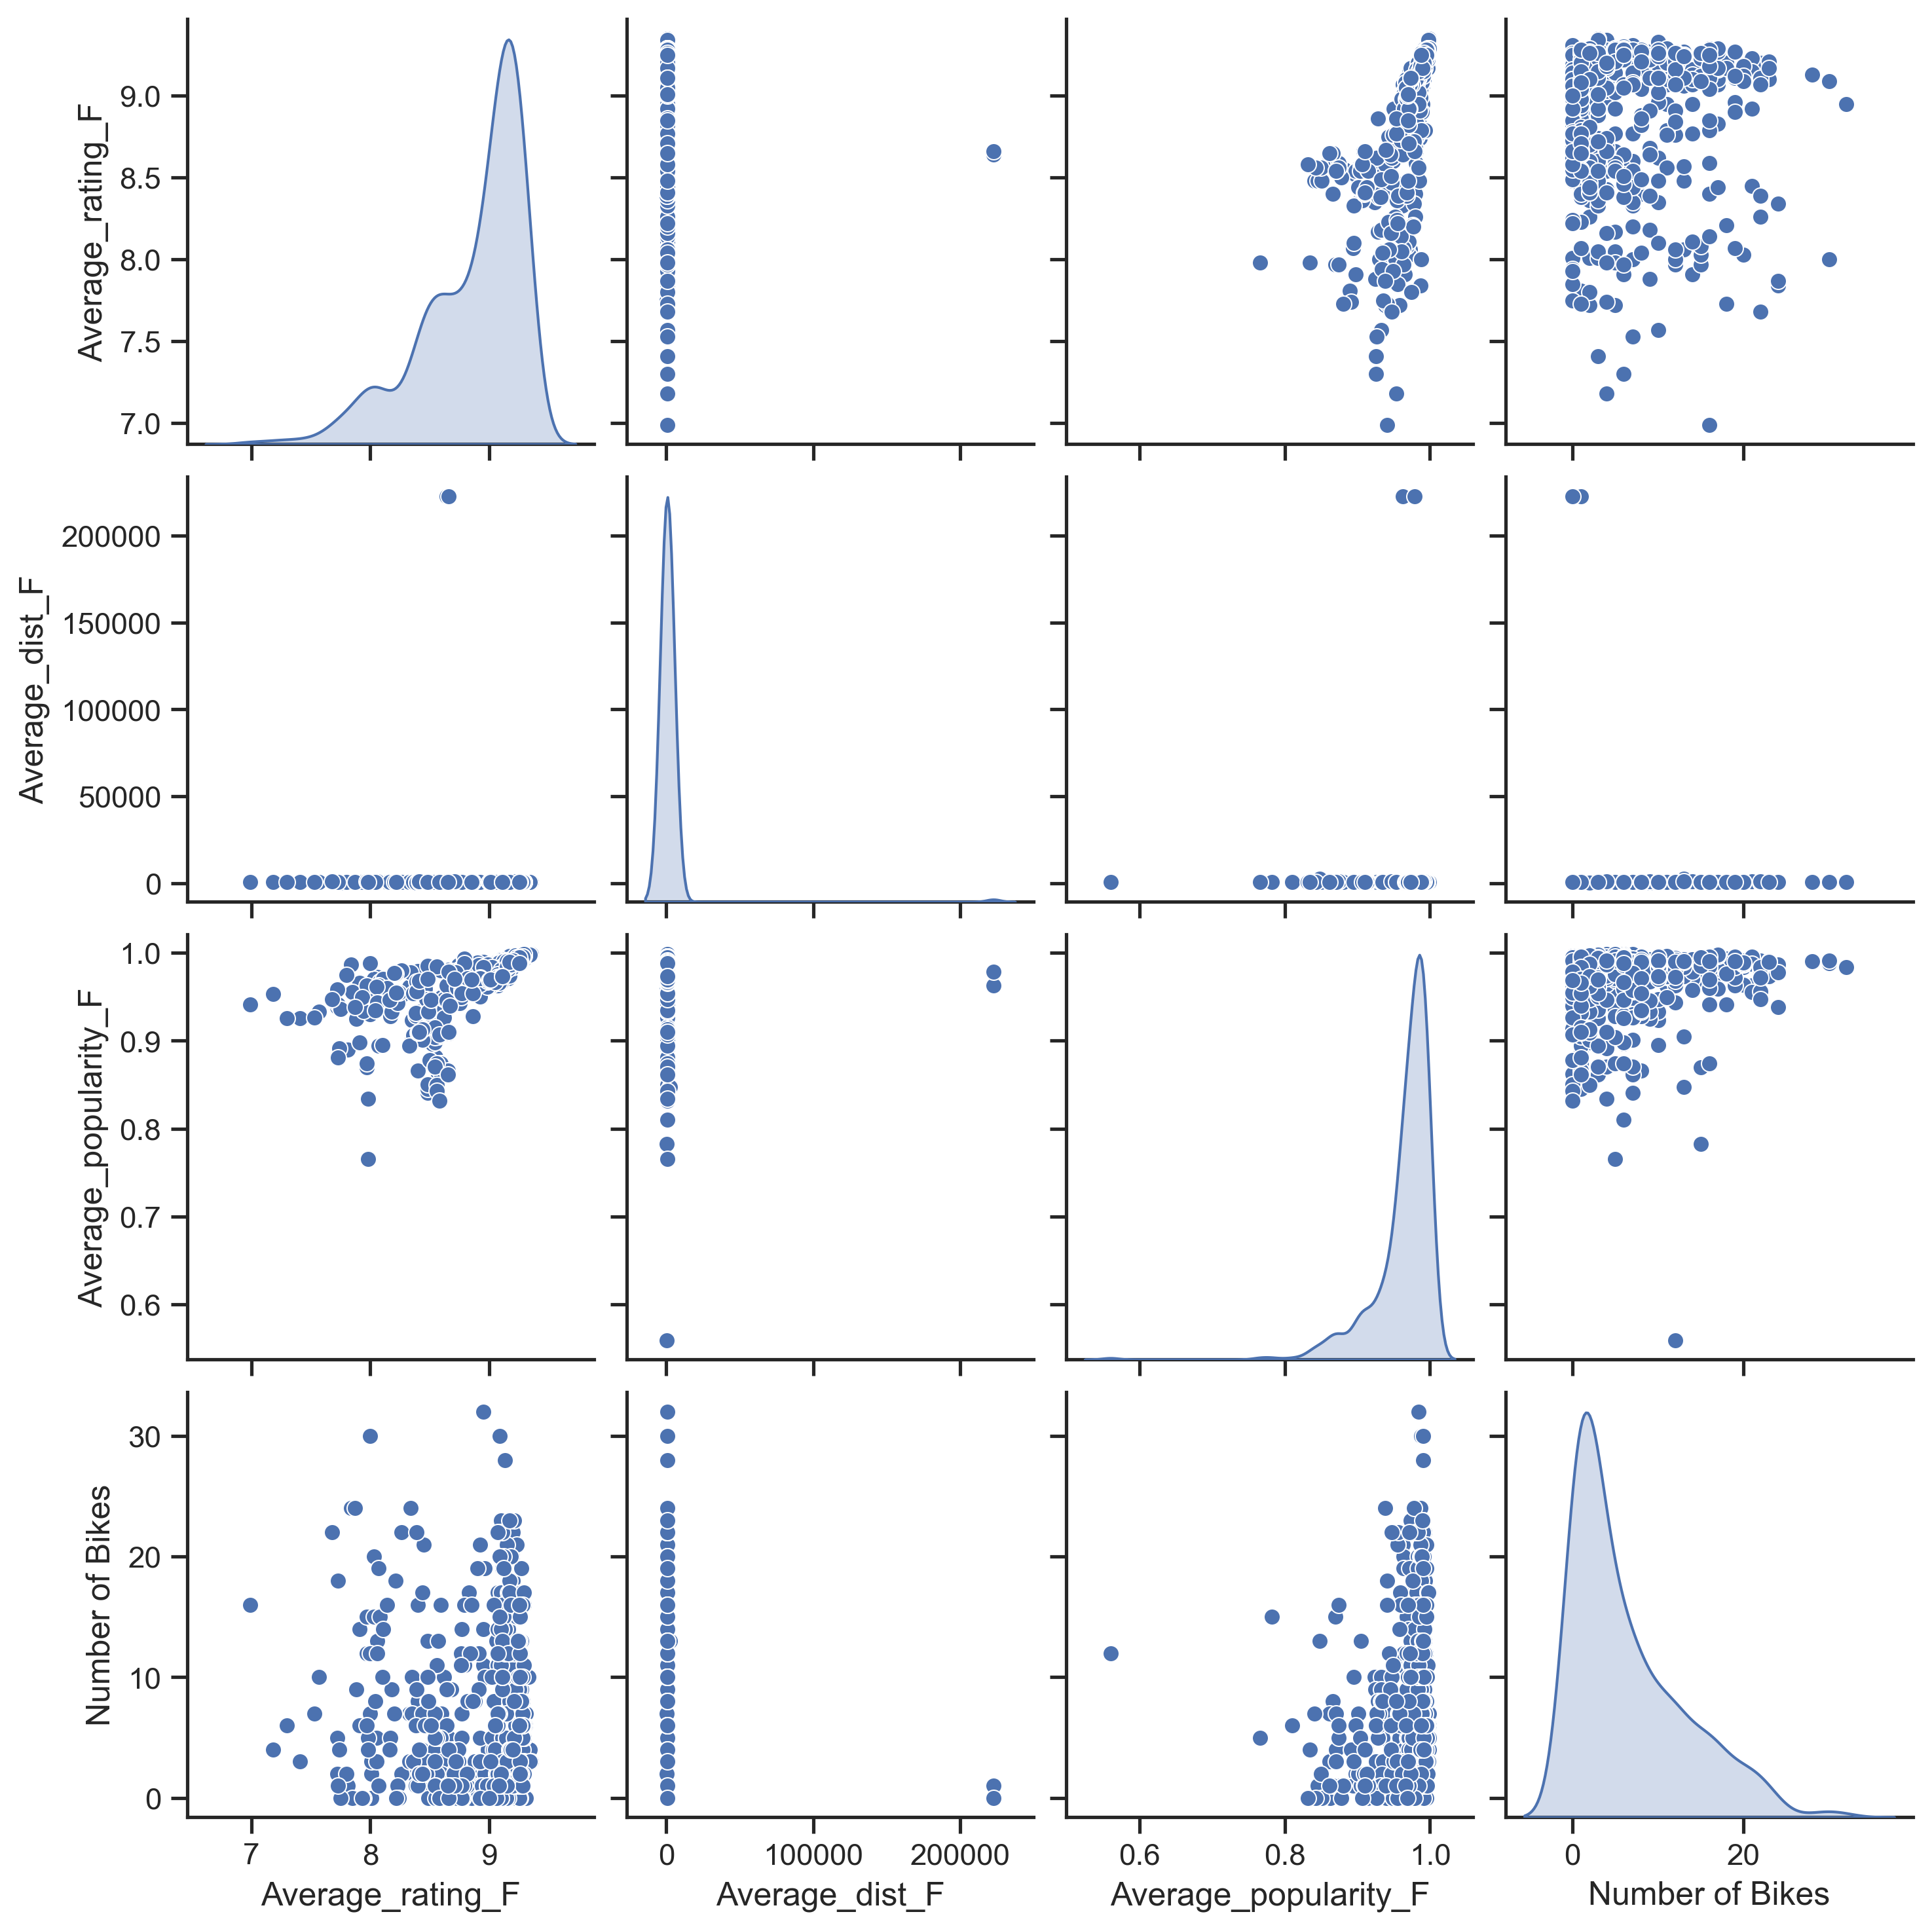 Average_rating_F
9.0
8.5
8.0
7.5
7.0
Average_dist_F
200000
150000
100000
50000
0
Average_popularity_F
1.0
0.9
0.8
0.7
0.6
Number of Bikes
30
20
10
0
7 8 9
0 100000 200000
0.6 0.8 1.0
0 20
Average_rating_F
Average_dist_F
Average_popularity_F
Number of Bikes